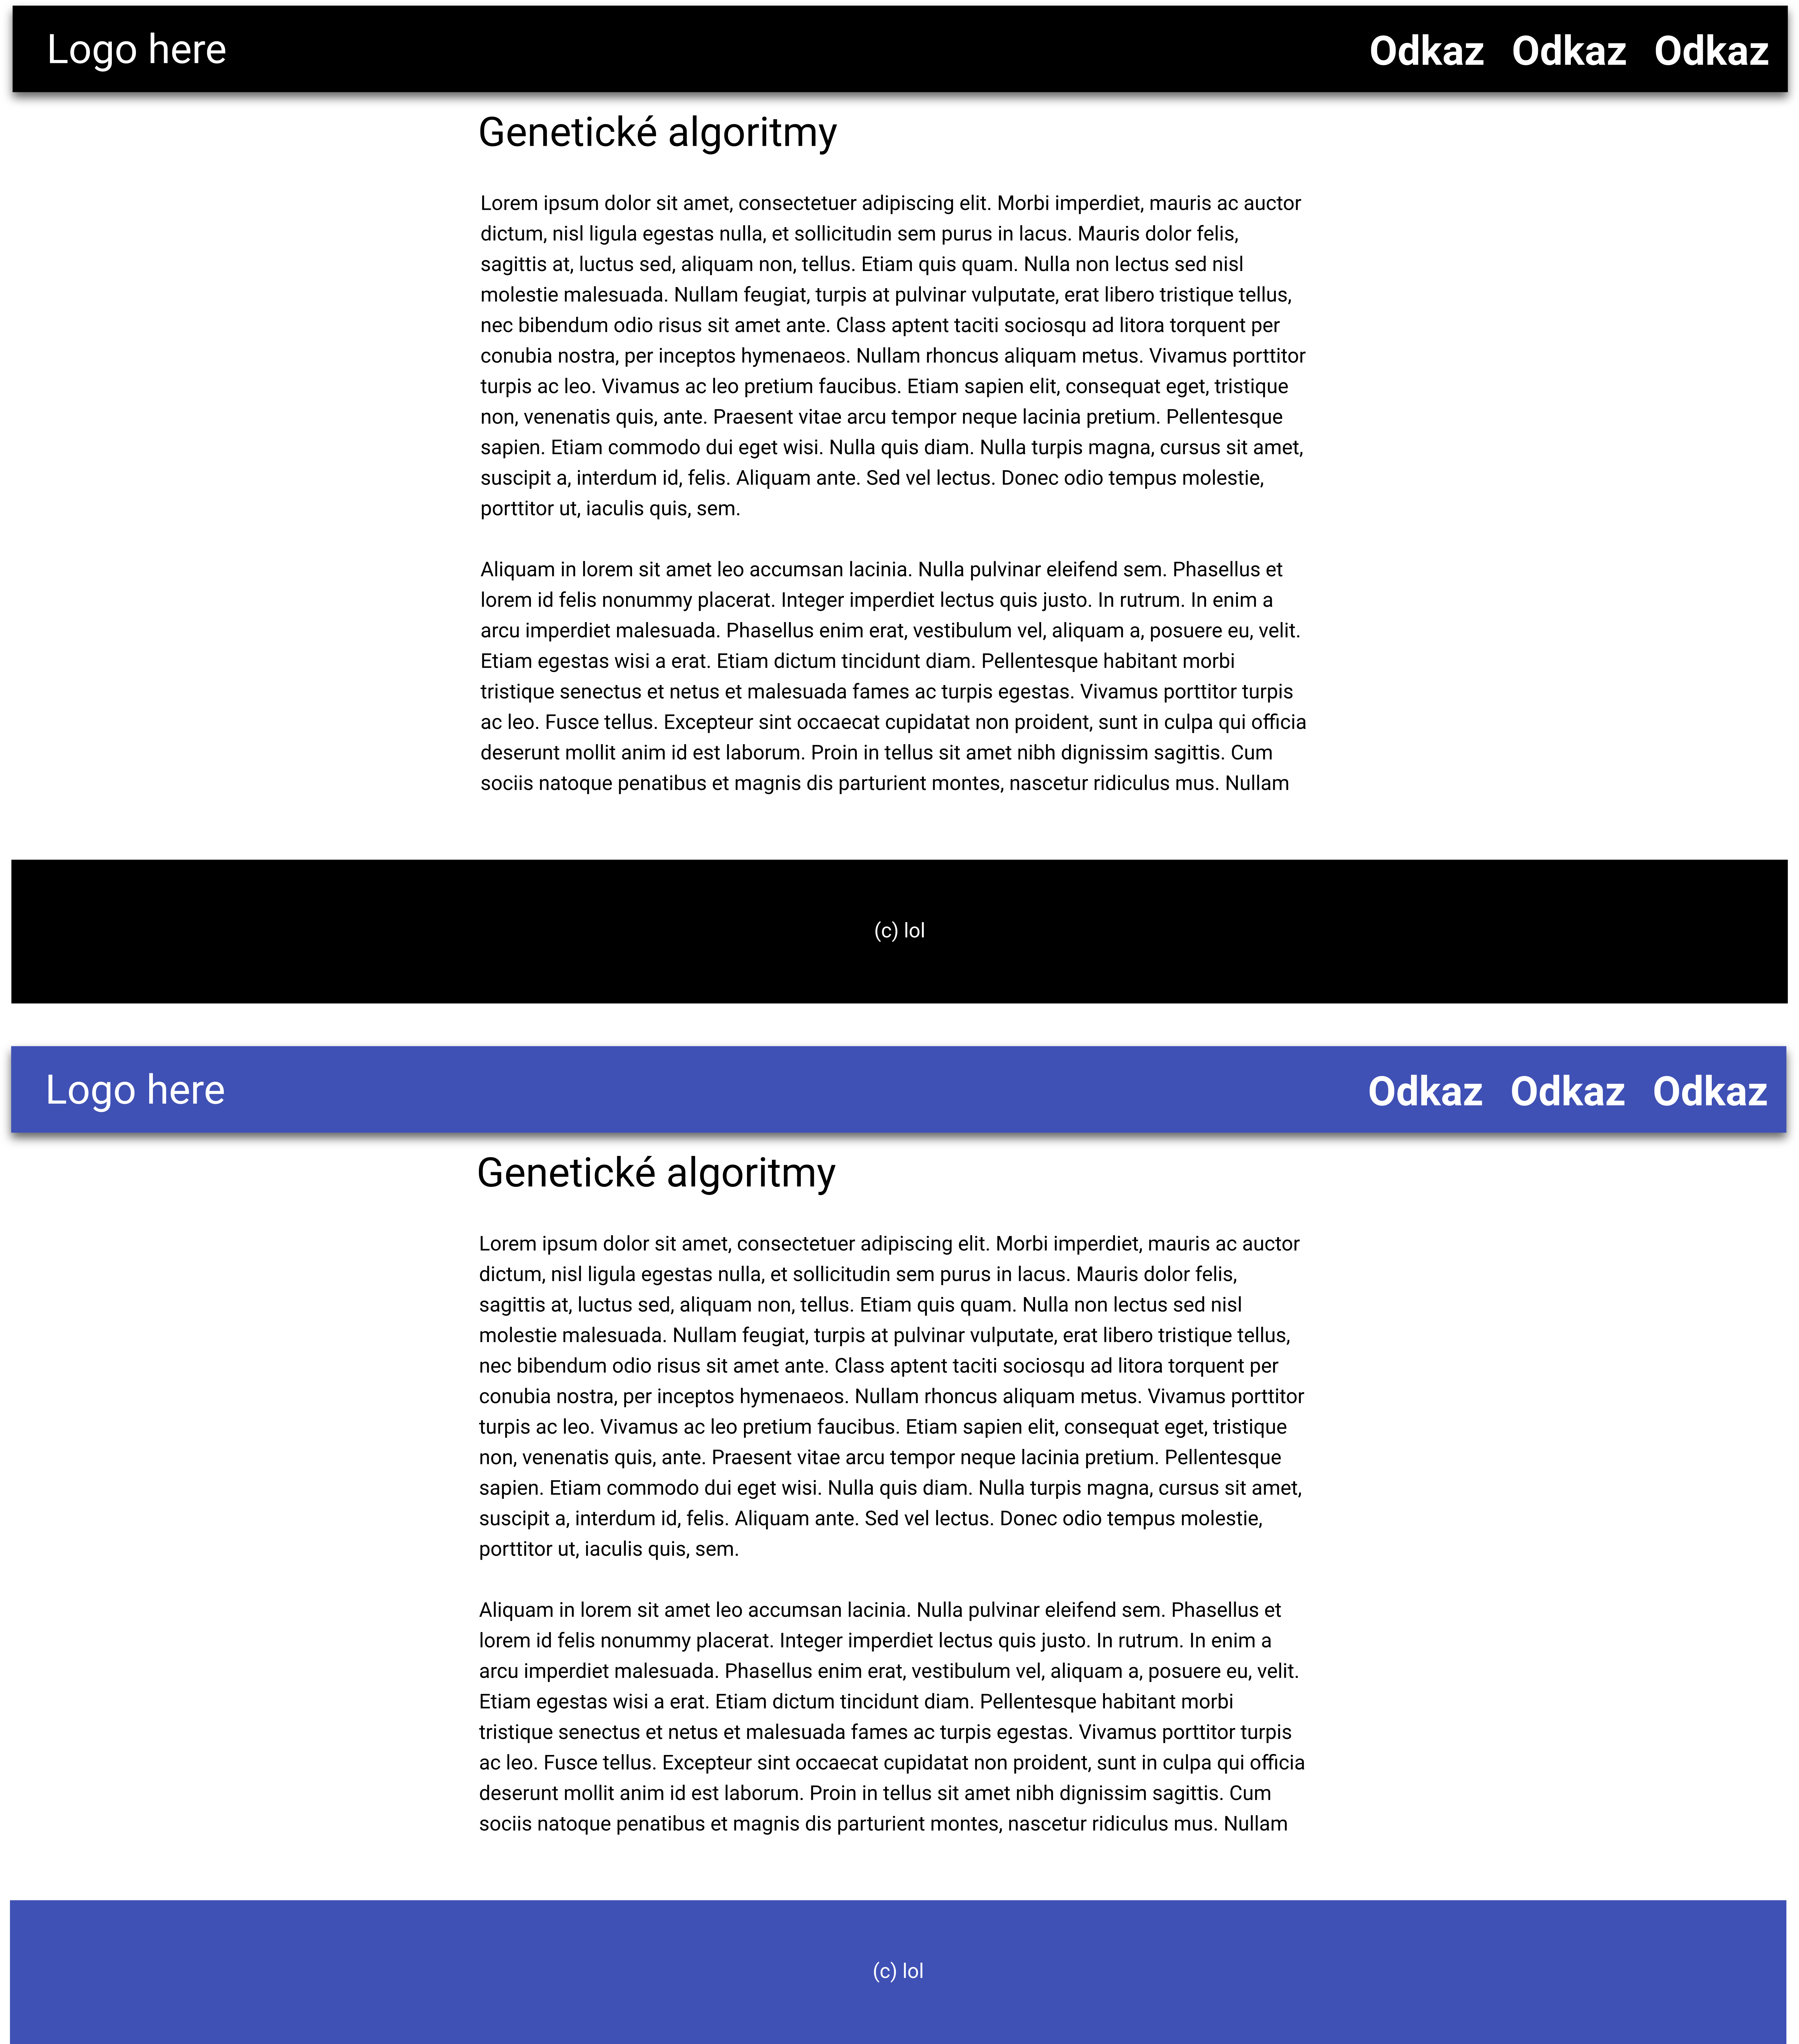 Logo here
Odkaz Odkaz Odkaz
Genetické algoritmy
Lorem ipsum dolor sit amet, consectetuer adipiscing elit. Morbi imperdiet, mauris ac auctor
dictum, nisl ligula egestas nulla, et sollicitudin sem purus in lacus. Mauris dolor felis,
sagittis at, luctus sed, aliquam non, tellus. Etiam quis quam. Nulla non lectus sed nisl
molestie malesuada. Nullam feugiat, turpis at pulvinar vulputate, erat libero tristique tellus,
nec bibendum odio risus sit amet ante. Class aptent taciti sociosqu ad litora torquent per
conubia nostra, per inceptos hymenaeos. Nullam rhoncus aliquam metus. Vivamus porttitor
turpis ac leo. Vivamus ac leo pretium faucibus. Etiam sapien elit, consequat eget, tristique
non, venenatis quis, ante. Praesent vitae arcu tempor neque lacinia pretium. Pellentesque
sapien. Etiam commodo dui eget wisi. Nulla quis diam. Nulla turpis magna, cursus sit amet,
suscipit a, interdum id, felis. Aliquam ante. Sed vel lectus. Donec odio tempus molestie,
porttitor ut, iaculis quis, sem.
Aliquam in lorem sit amet leo accumsan lacinia. Nulla pulvinar eleifend sem. Phasellus et
lorem id felis nonummy placerat. Integer imperdiet lectus quis justo. In rutrum. In enim a
arcu imperdiet malesuada. Phasellus enim erat, vestibulum vel, aliquam a, posuere eu, velit.
Etiam egestas wisi a erat. Etiam dictum tincidunt diam. Pellentesque habitant morbi
tristique senectus et netus et malesuada fames ac turpis egestas. Vivamus porttitor turpis
ac leo. Fusce tellus. Excepteur sint occaecat cupidatat non proident, sunt in culpa qui officia
deserunt mollit anim id est laborum. Proin in tellus sit amet nibh dignissim sagittis. Cum
sociis natoque penatibus et magnis dis parturient montes, nascetur ridiculus mus. Nullam
(c) lol
Logo here
Odkaz Odkaz Odkaz
Genetické algoritmy
Lorem ipsum dolor sit amet, consectetuer adipiscing elit. Morbi imperdiet, mauris ac auctor
dictum, nisl ligula egestas nulla, et sollicitudin sem purus in lacus. Mauris dolor felis,
sagittis at, luctus sed, aliquam non, tellus. Etiam quis quam. Nulla non lectus sed nisl
molestie malesuada. Nullam feugiat, turpis at pulvinar vulputate, erat libero tristique tellus,
nec bibendum odio risus sit amet ante. Class aptent taciti sociosqu ad litora torquent per
conubia nostra, per inceptos hymenaeos. Nullam rhoncus aliquam metus. Vivamus porttitor
turpis ac leo. Vivamus ac leo pretium faucibus. Etiam sapien elit, consequat eget, tristique
non, venenatis quis, ante. Praesent vitae arcu tempor neque lacinia pretium. Pellentesque
sapien. Etiam commodo dui eget wisi. Nulla quis diam. Nulla turpis magna, cursus sit amet,
suscipit a, interdum id, felis. Aliquam ante. Sed vel lectus. Donec odio tempus molestie,
porttitor ut, iaculis quis, sem.
Aliquam in lorem sit amet leo accumsan lacinia. Nulla pulvinar eleifend sem. Phasellus et
lorem id felis nonummy placerat. Integer imperdiet lectus quis justo. In rutrum. In enim a
arcu imperdiet malesuada. Phasellus enim erat, vestibulum vel, aliquam a, posuere eu, velit.
Etiam egestas wisi a erat. Etiam dictum tincidunt diam. Pellentesque habitant morbi
tristique senectus et netus et malesuada fames ac turpis egestas. Vivamus porttitor turpis
ac leo. Fusce tellus. Excepteur sint occaecat cupidatat non proident, sunt in culpa qui officia
deserunt mollit anim id est laborum. Proin in tellus sit amet nibh dignissim sagittis. Cum
sociis natoque penatibus et magnis dis parturient montes, nascetur ridiculus mus. Nullam
(c) lol